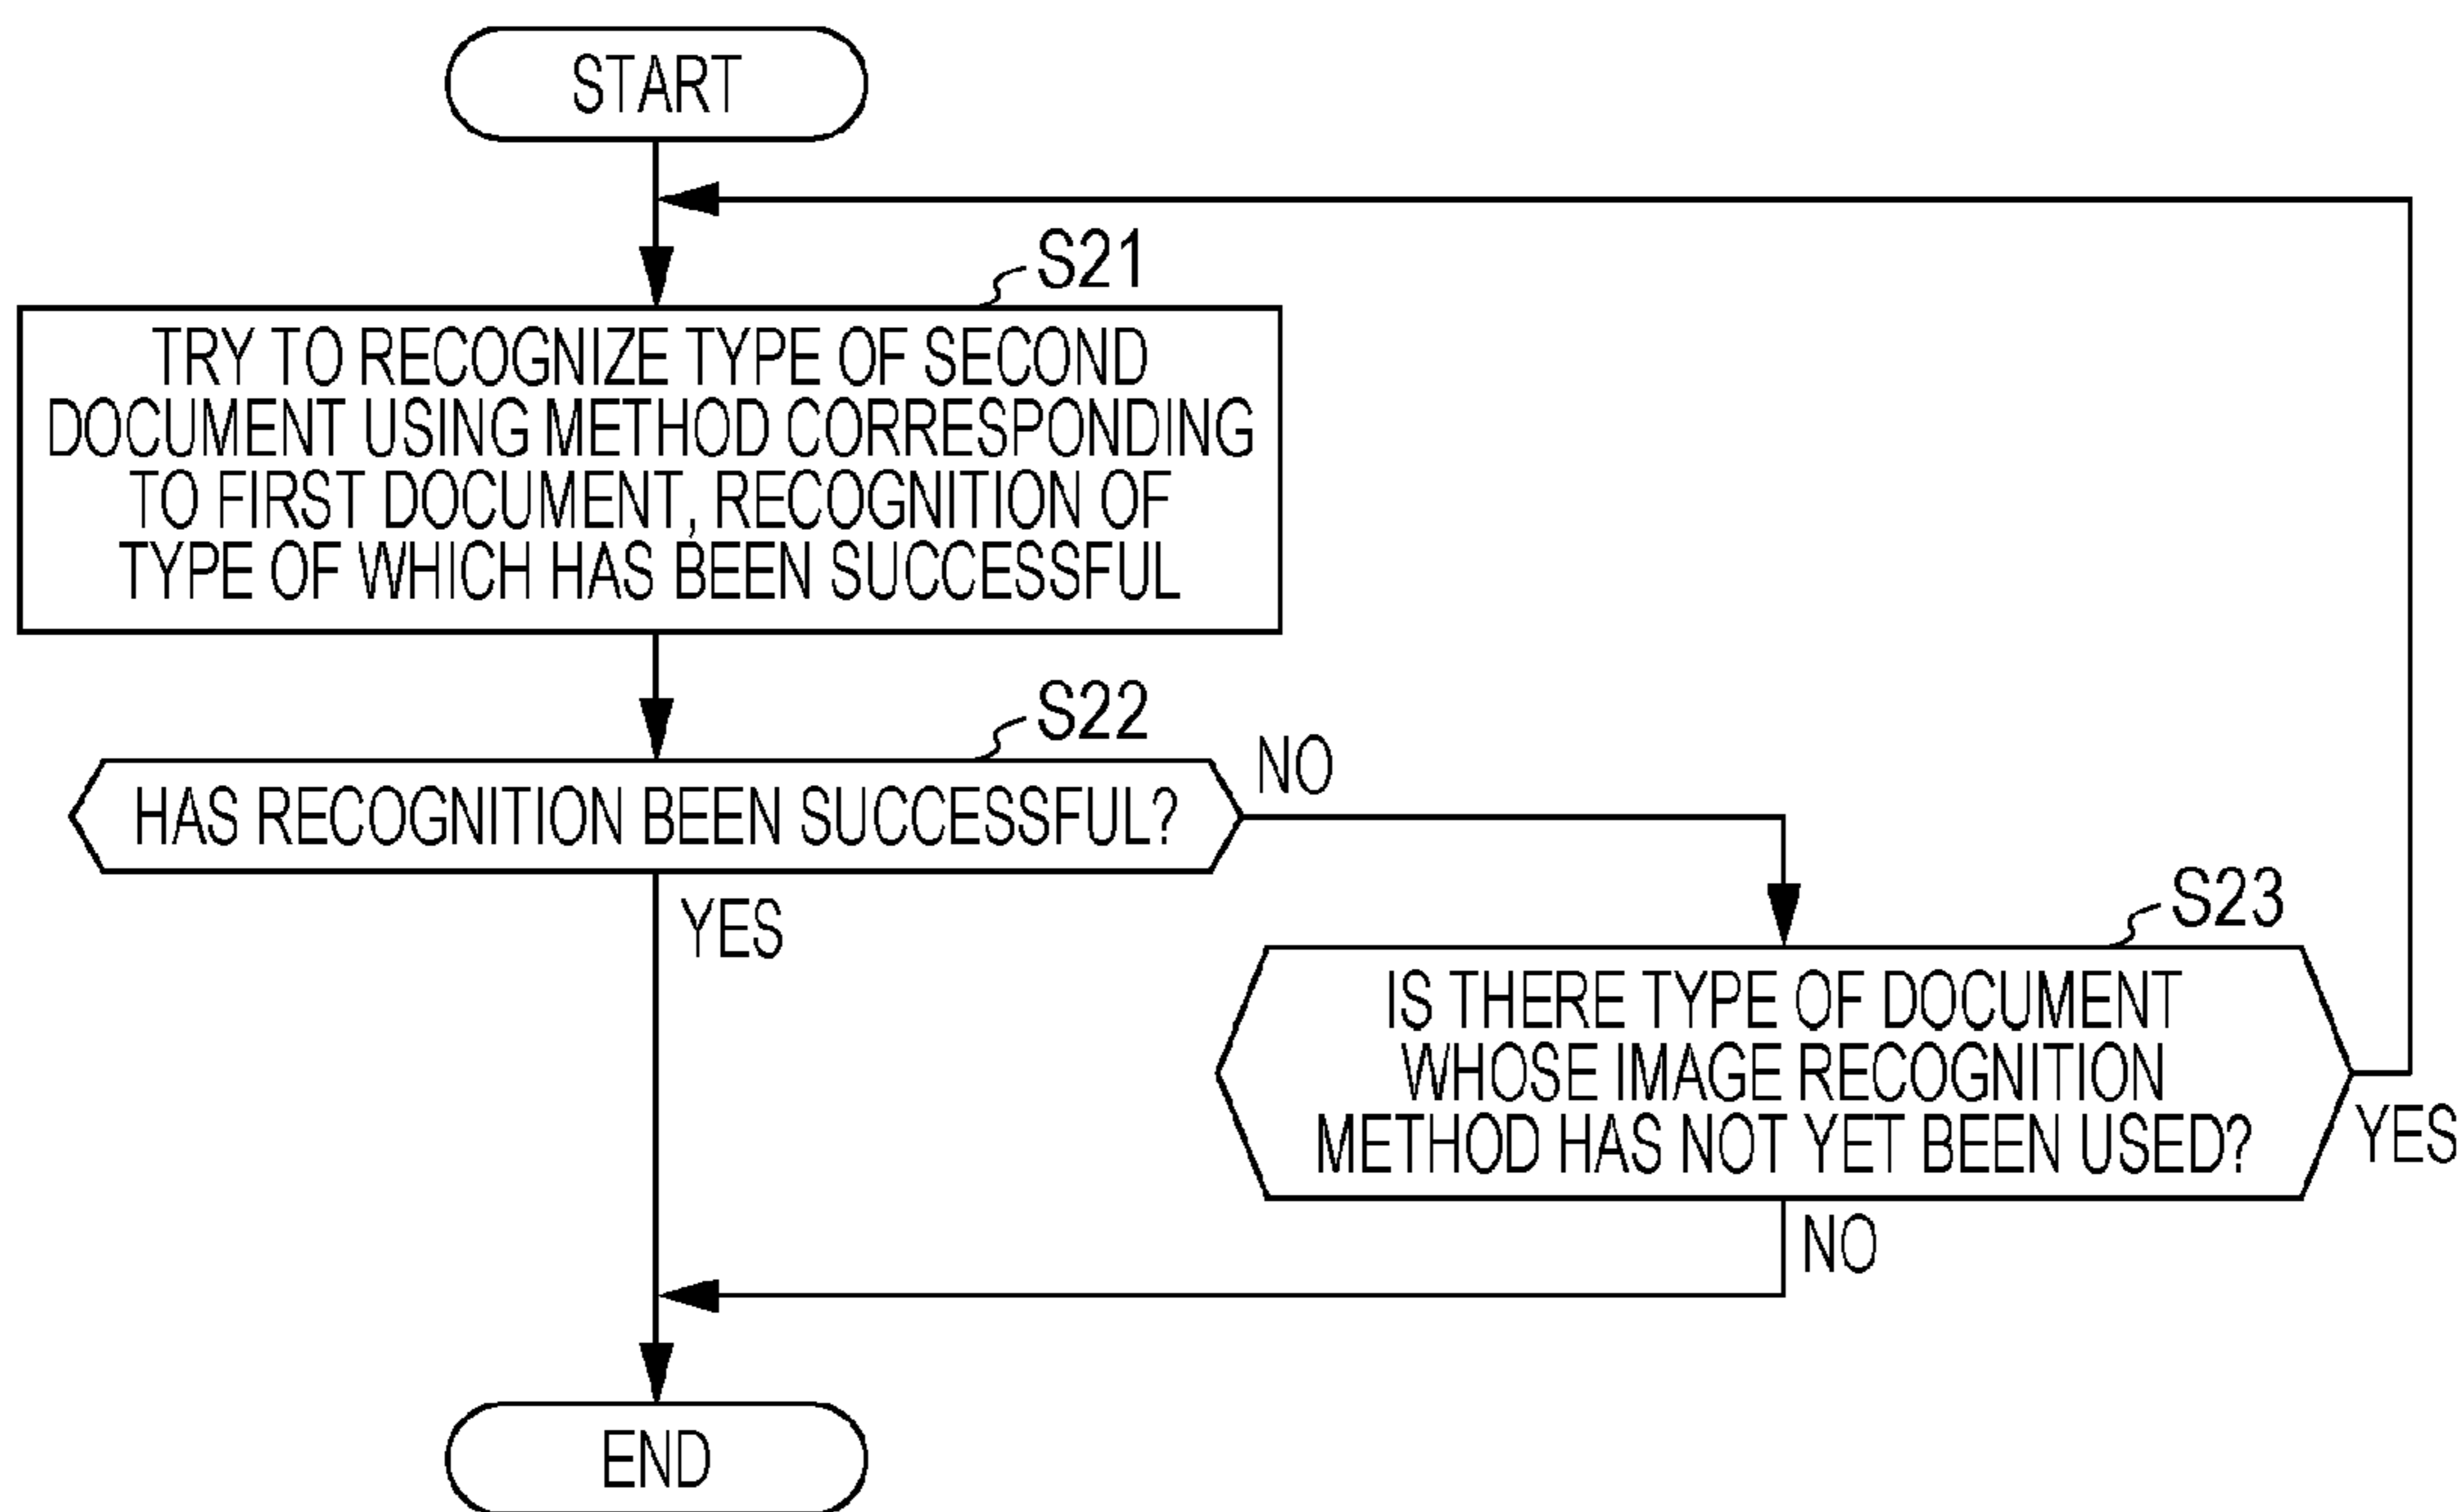 START
S21
TRY TO RECOGNIZE TYPE OF SECOND
DOCUMENT USING METHOD CORRESPONDING
TO FIRST DOCUMENT, RECOGNITION OF
TYPE OF WHICH HAS BEEN SUCCESSFUL
S22
HAS RECOGNITION BEEN SUCCESSFUL?
NO
YES
S23
IS THERE TYPE OF DOCUMENT
WHOSE IMAGE RECOGNITION
METHOD HAS NOT YET BEEN USED?
YES
NO
END